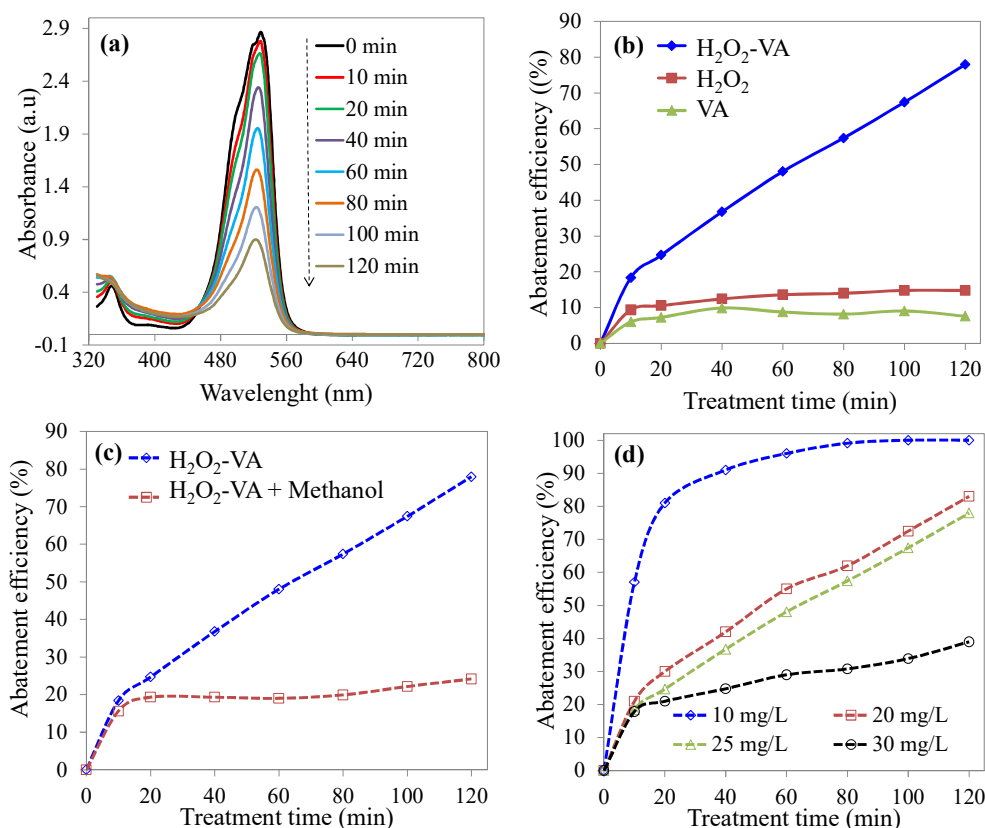 (a)
Absorbance (a.u)
2.9
2.4
1.9
1.4
0.9
0.4
-0.1
0 min
10 min
20 min
40 min
60 min
80 min
100 min
120 min
320 400 480 560 640 720 800
Wavelenght (nm)
(b)
Abatement efficiency ((%)
90
80
70
60
50
40
30
20
10
0
H₂O₂-VA
H₂O₂
VA
0 20 40 60 80 100 120
Treatment time (min)
(c)
Abatement efficiency (%)
90
80
70
60
50
40
30
20
10
0
H₂O₂-VA
H₂O₂-VA + Methanol
0 20 40 60 80 100 120
Treatment time (min)
(d)
Abatement efficiency (%)
100
90
80
70
60
50
40
30
20
10
0
10 mg/L 20 mg/L
25 mg/L 30 mg/L
0 20 40 60 80 100 120
Treatment time (min)